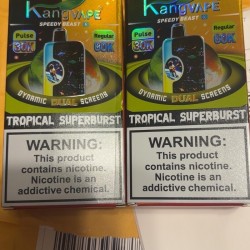 KangVAPE
SPEEDY BEAST
Pulse
Regular
DYNAMIC DUAL SCREENS
TROPICAL SUPERBURST
WARNING:
This product
contains nicotine.
Nicotine is an
addictive chemical.
KangVAPE
SPEEDY BEAST
Pulse
Regular
DYNAMIC DUAL SCREENS
TROPICAL SUPERBURST
WARNING:
This product
contains nicotine.
Nicotine is an
addictive chemical.